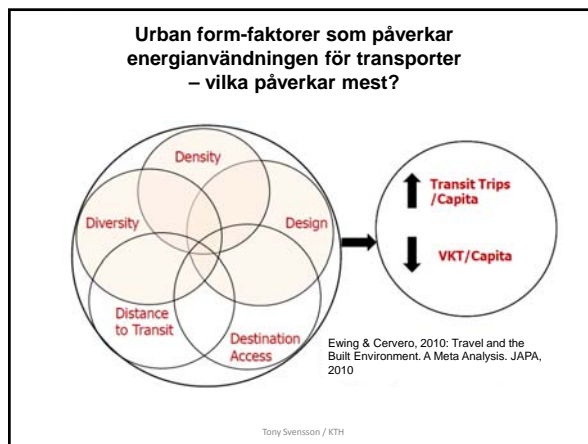 Urban form-faktorer som påverkar
energianvändningen för transporter
– vilka påverkar mest?
Density
Diversity
Design
Distance
to Transit
Destination
Access
Transit Trips
/Capita
VKT/Capita
Ewing & Cervero, 2010: Travel and the
Built Environment. A Meta Analysis. JAPA,
2010
Tony Svensson / KTH